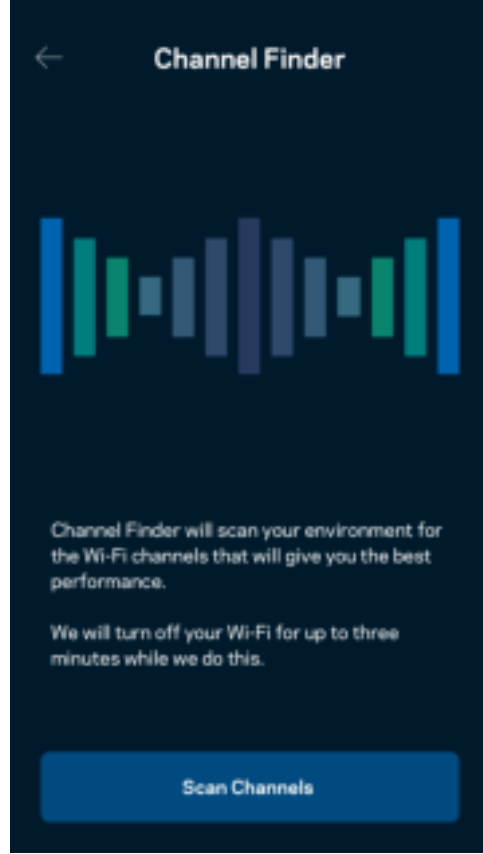 Channel Finder
Channel Finder will scan your environment for
the Wi-Fi channels that will give you the best
performance.
We will turn off your Wi-Fi for up to three
minutes while we do this.
Scan Channels